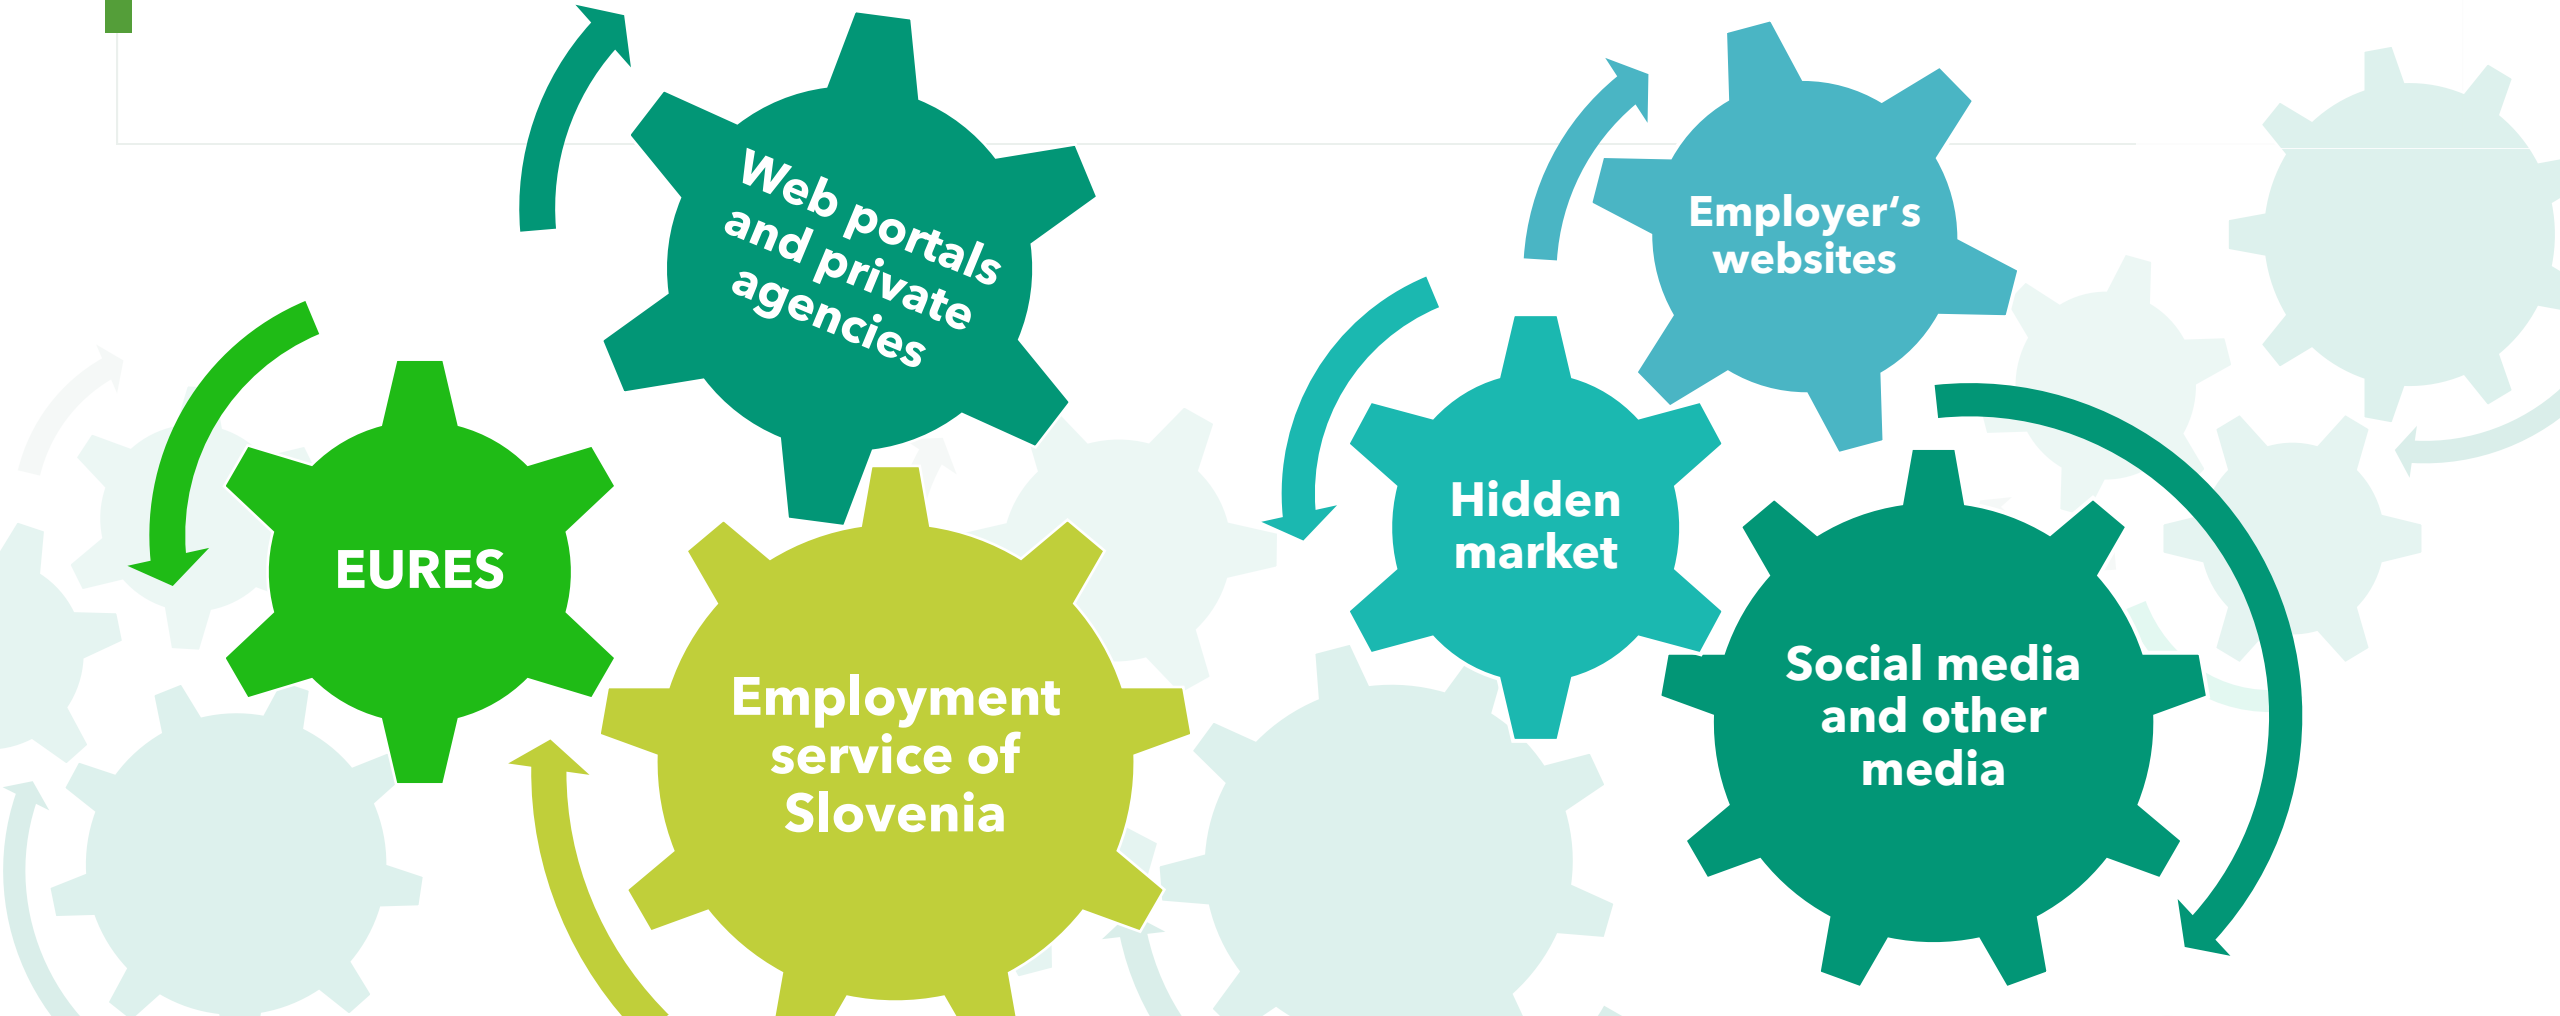 Web portals
and private
agencies
Employer‘s
websites
EURES
Hidden
market
Employment
service of
Slovenia
Social media
and other
media